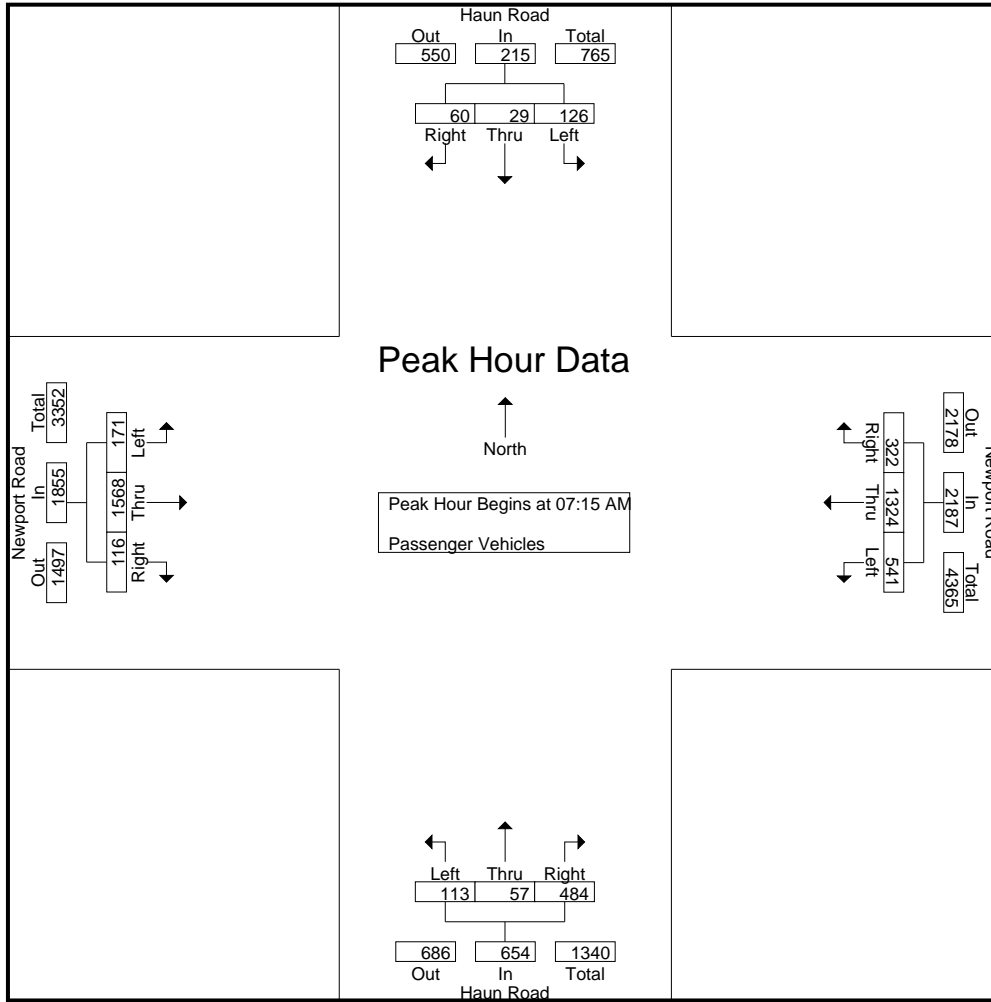 Haun Road
Out In Total
550 215 765
60 29 126
Right Thru Left
Peak Hour Data
North
Peak Hour Begins at 07:15 AM
Passenger Vehicles
Newport Road
Out In Total
1497 1855 3352
Right Thru Left
116 1568 171
Newport Road
Out In Total
2178 2187 4365
Right Thru Left
322 1324 541
Left Thru Right
113 57 484
686 654 1340
Out In Total
Haun Road